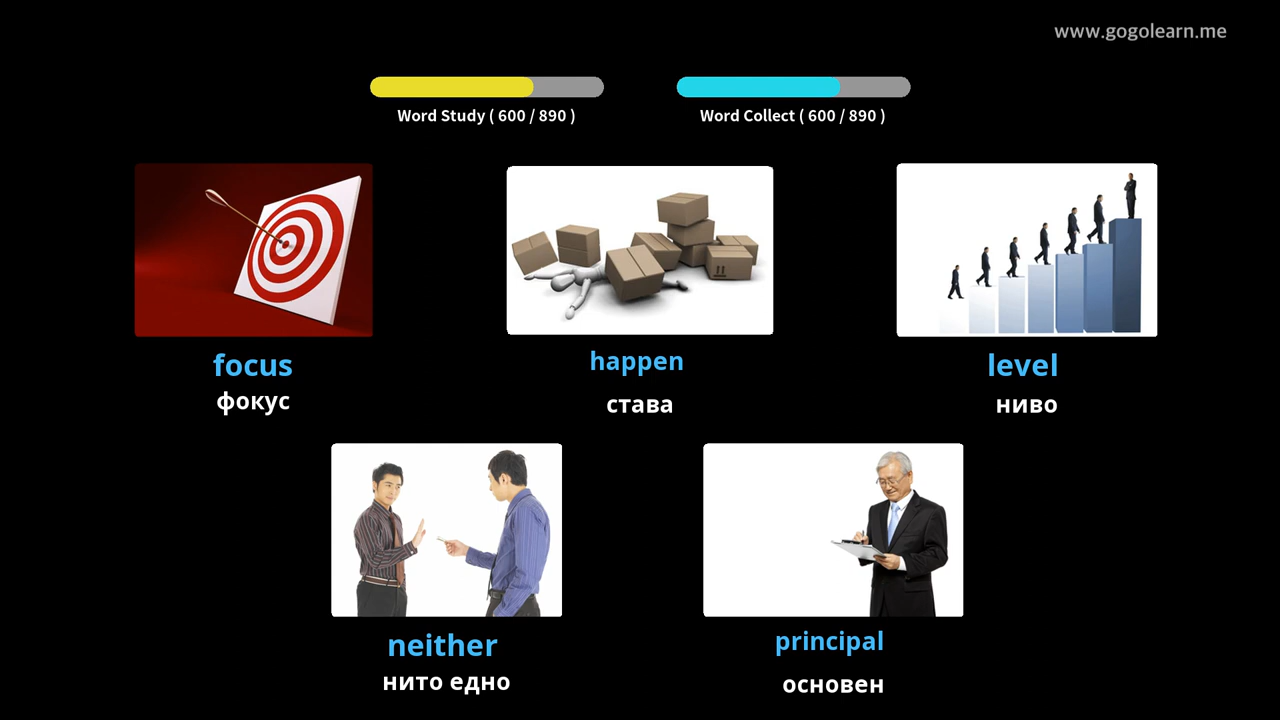 www.gogolearn.me
Word Study ( 600 / 890 )
Word Collect ( 600 / 890 )
focus
фокус
happen
става
level
ниво
neither
нито едно
principal
основен